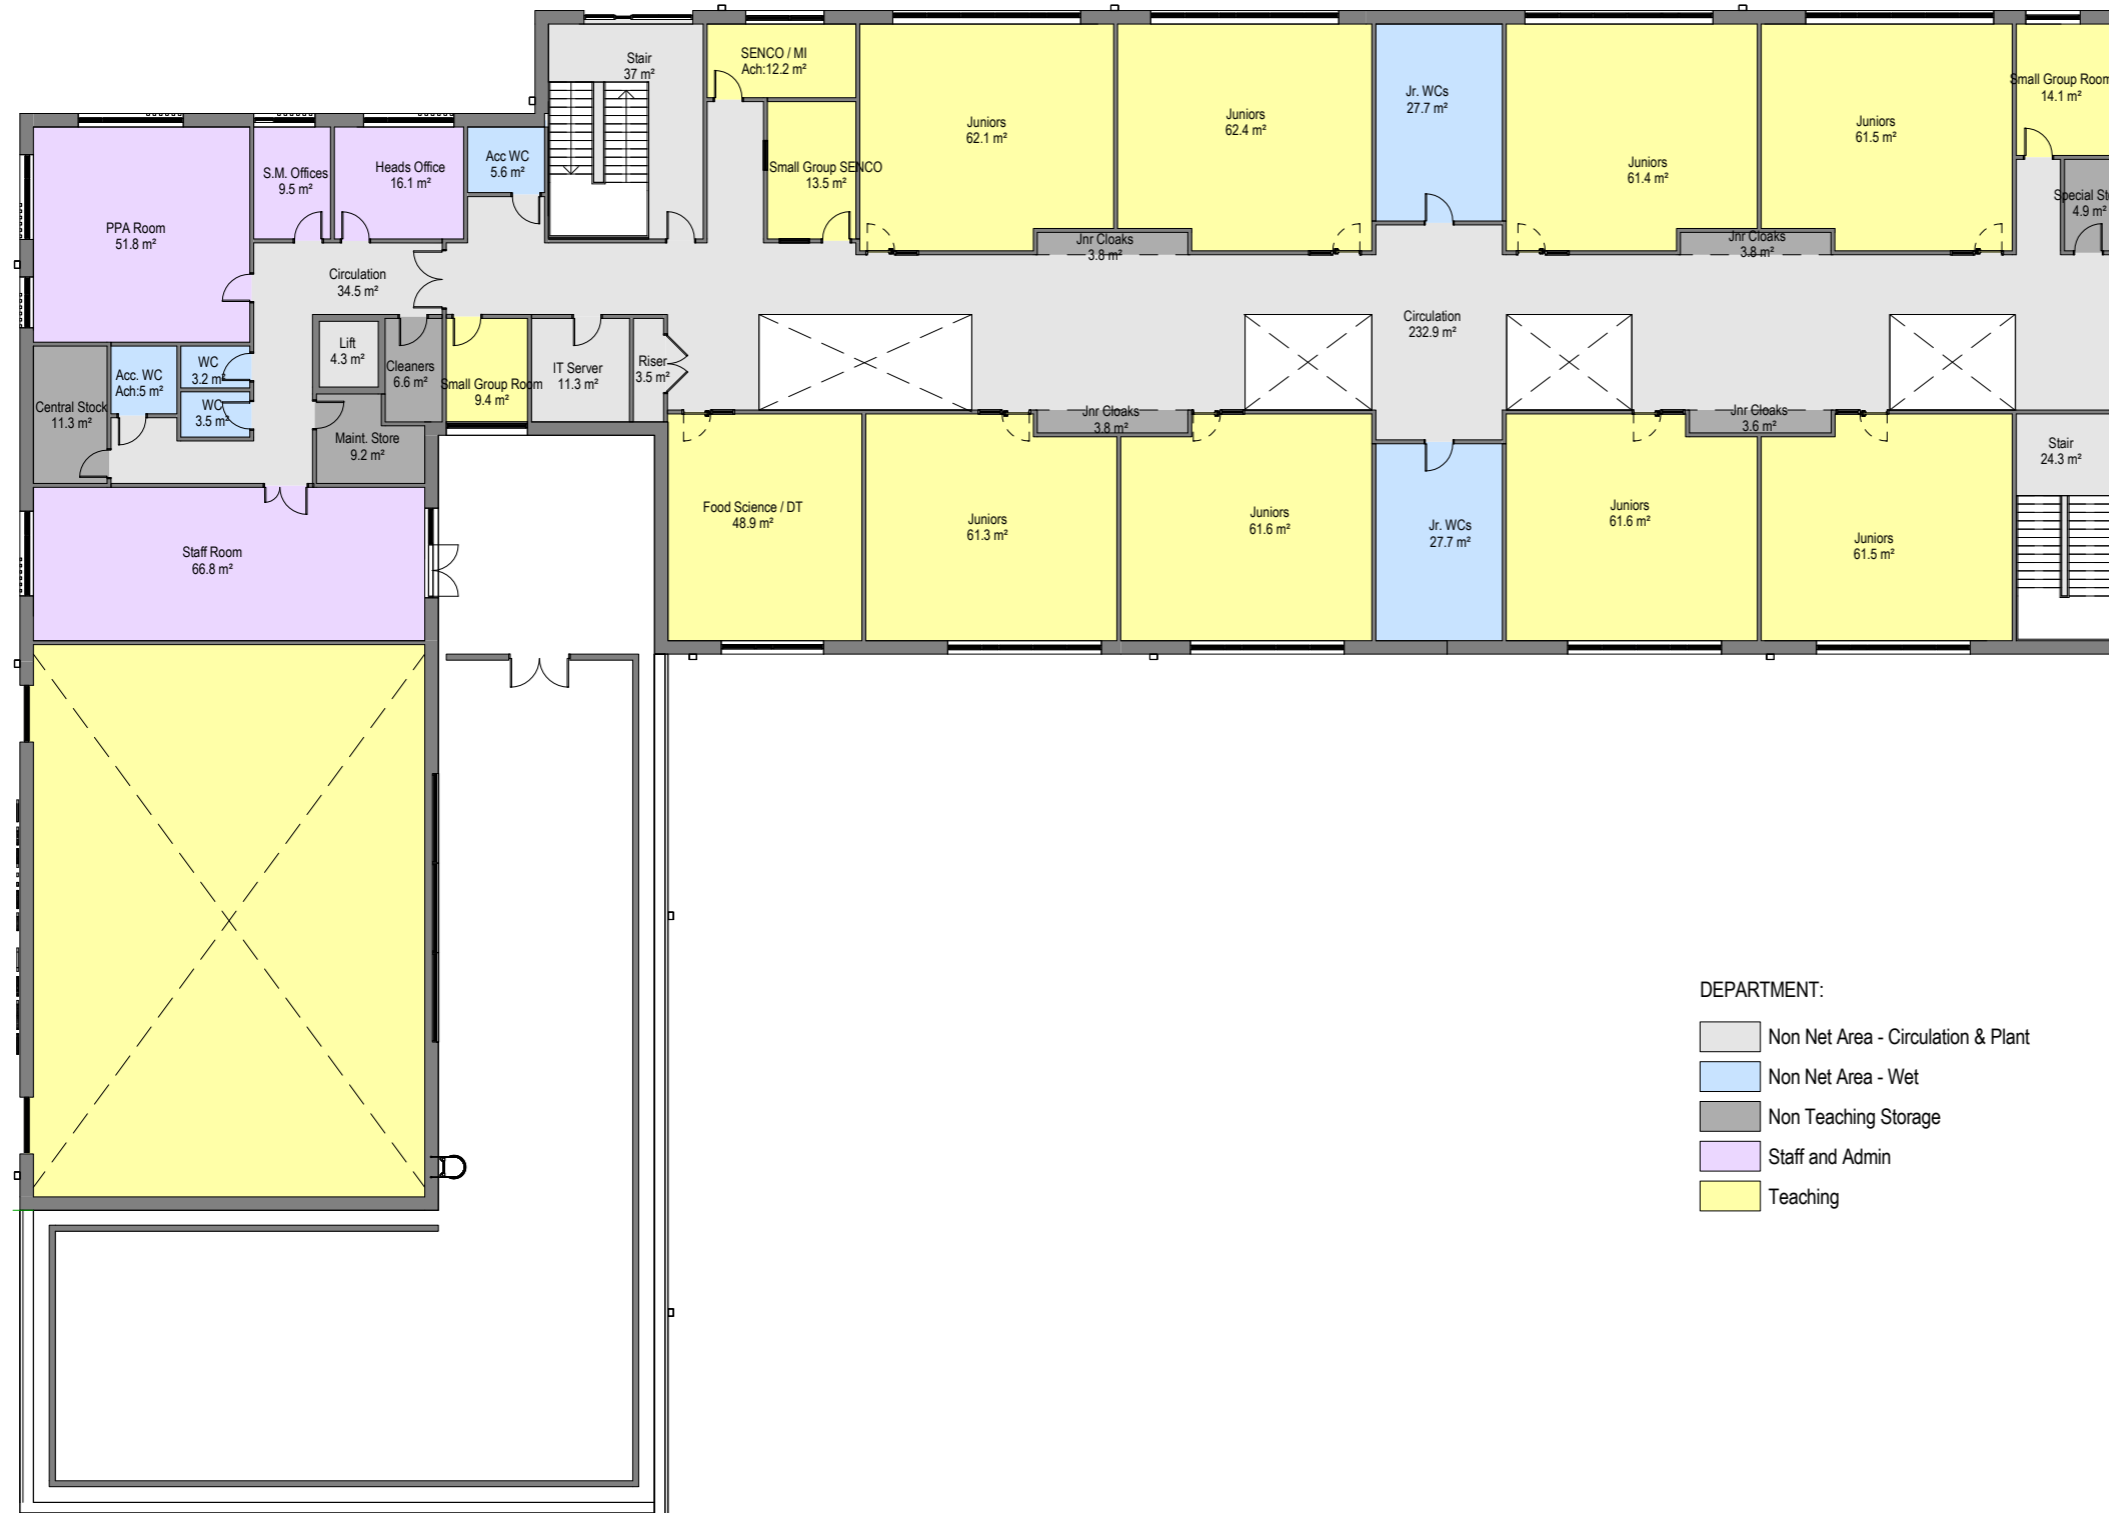 Stair
37 m²
SENCO / MI
Ach:12.2 m²
Juniors
62.1 m²
Juniors
62.4 m²
Jr. WCs
27.7 m²
Juniors
61.4 m²
Juniors
61.5 m²
Small Group Room
14.1 m²
PPA Room
51.8 m²
S.M. Offices
9.5 m²
Heads Office
16.1 m²
Acc WC
5.6 m²
Small Group SENCO
13.5 m²
Special Sto
4.9 m²
Jnr Cloaks
3.8 m²
Jnr Cloaks
3.8 m²
Circulation
34.5 m²
Circulation
232.9 m²
Lift
4.3 m²
Cleaners
6.6 m²
Small Group Room
9.4 m²
IT Server
11.3 m²
Riser
3.5 m²
Central Stock
11.3 m²
Acc. WC
Ach:5 m²
WC
3.2 m²
WC
3.5 m²
Maint. Store
9.2 m²
Jnr Cloaks
3.8 m²
Jnr Cloaks
3.6 m²
Stair
24.3 m²
Staff Room
66.8 m²
Food Science / DT
48.9 m²
Juniors
61.3 m²
Juniors
61.6 m²
Jr. WCs
27.7 m²
Juniors
61.6 m²
Juniors
61.5 m²
DEPARTMENT:
Non Net Area - Circulation & Plant
Non Net Area - Wet
Non Teaching Storage
Staff and Admin
Teaching